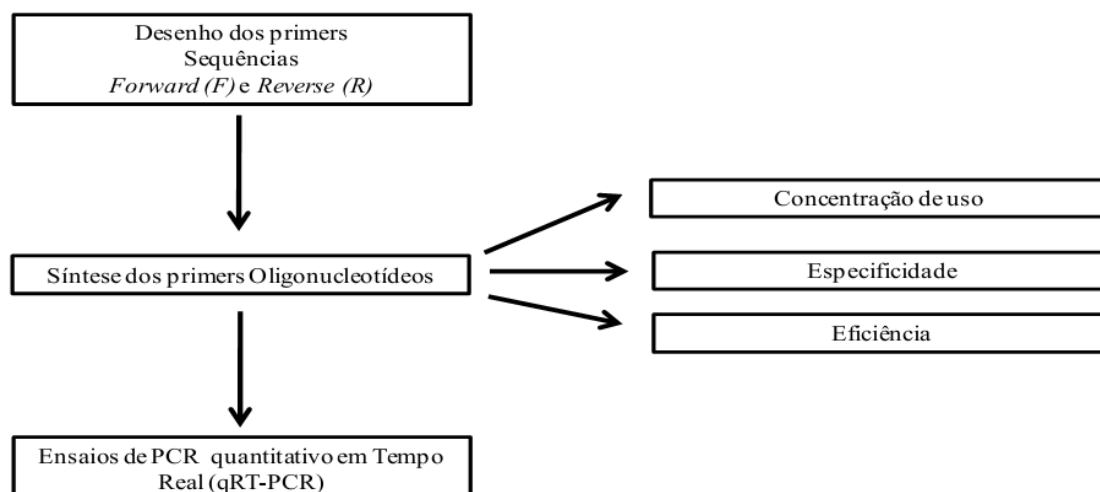 Desenho dos primers
Sequências
Forward (F) e Reverse (R)
Concentração de uso
Síntese dos primers Oligonucleotídeos
Especificidade
Eficiência
Ensaios de PCR quantitativo em Tempo
Real (qRT-PCR)